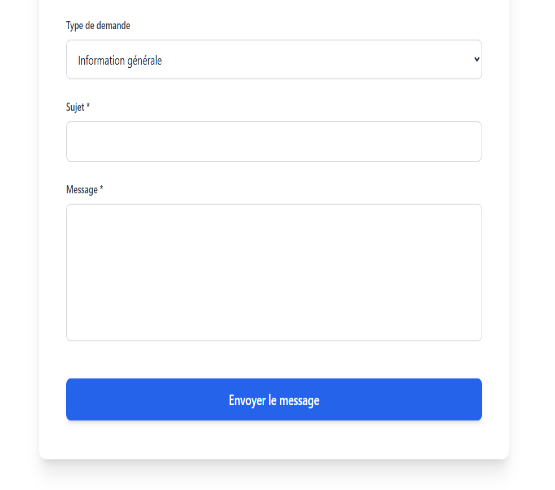 Type de demande
Information générale
Sujet *
Message *
Envoyer le message